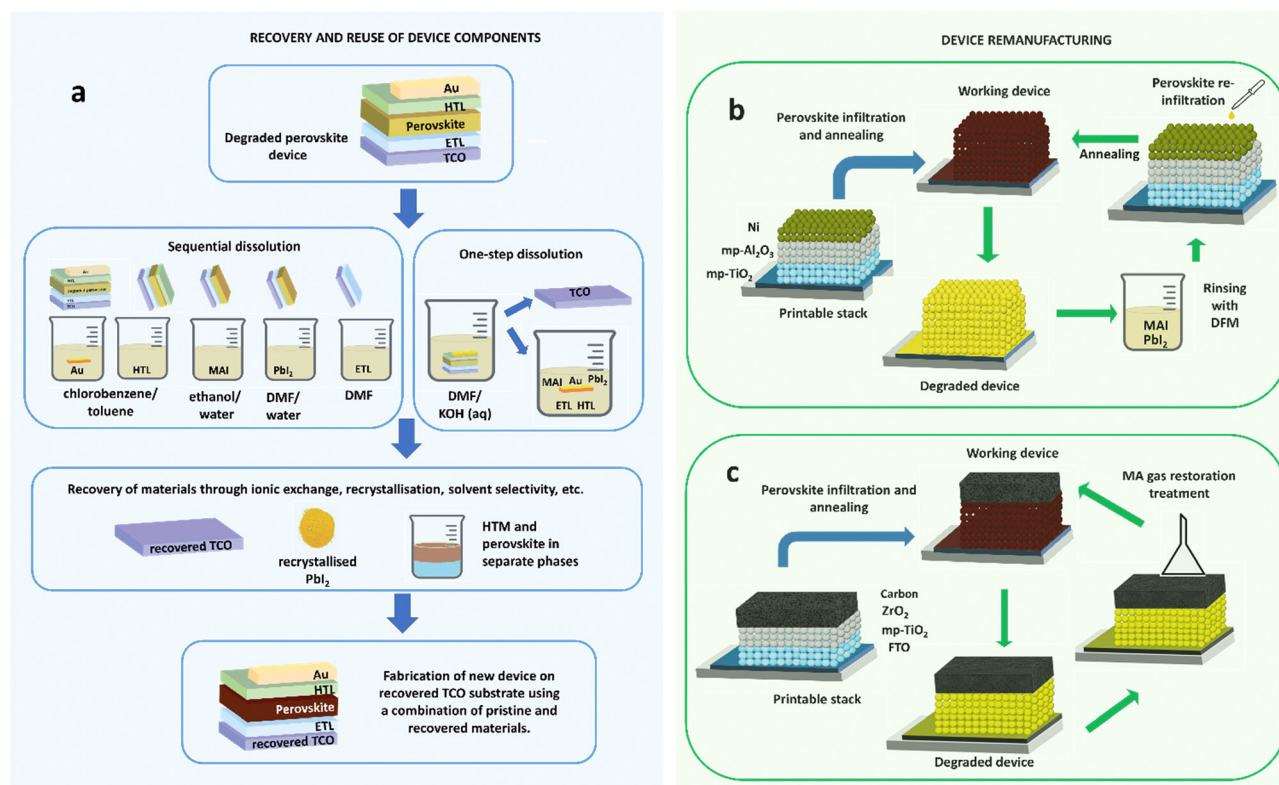 RECOVERY AND REUSE OF DEVICE COMPONENTS
a
Degraded perovskite
device
Au
HTL
Perovskite
ETL
TCO
Sequential dissolution
Au
HTL
ETL
TCO
Au
HTL
MAI
PbI2
ETL
chlorobenzene/
toluene
ethanol/
water
DMF/
water
DMF
One-step dissolution
TCO
DMF/
KOH (aq)
MAI Au PbI2
ETL HTL
Recovery of materials through ionic exchange, recrystallisation, solvent selectivity, etc.
recovered TCO
recrystallised
PbI2
HTM and
perovskite in
separate phases
Au
HTL
Perovskite
ETL
recovered TCO
Fabrication of new device on
recovered TCO substrate using
a combination of pristine and
recovered materials.
DEVICE REMANUFACTURING
b
Perovskite infiltration
and annealing
Working device
Perovskite re-
infiltration
Annealing
Ni
mp-Al2O3
mp-TiO2
Printable stack
Degraded device
MAI
PbI2
Rinsing
with
DFM
c
Perovskite infiltration and
annealing
Working device
MA gas restoration
treatment
Carbon
ZrO2
mp-TiO2
FTO
Printable stack
Degraded device